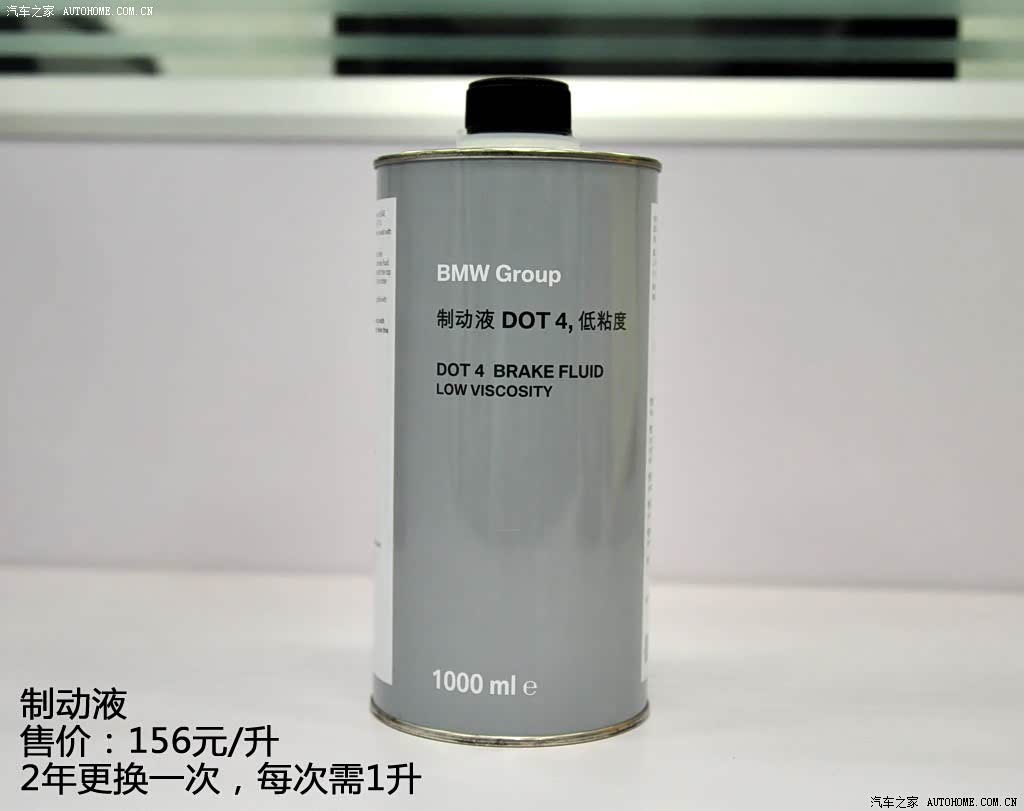 汽车之家 AUTOHOME.COM.CN
BMW Group
制动液 DOT 4, 低粘度
DOT 4 BRAKE FLUID
LOW VISCOSITY
1000 ml ℮
制动液
售价：156元/升
2年更换一次，每次需1升
汽车之家 AUTOHOME.COM.CN